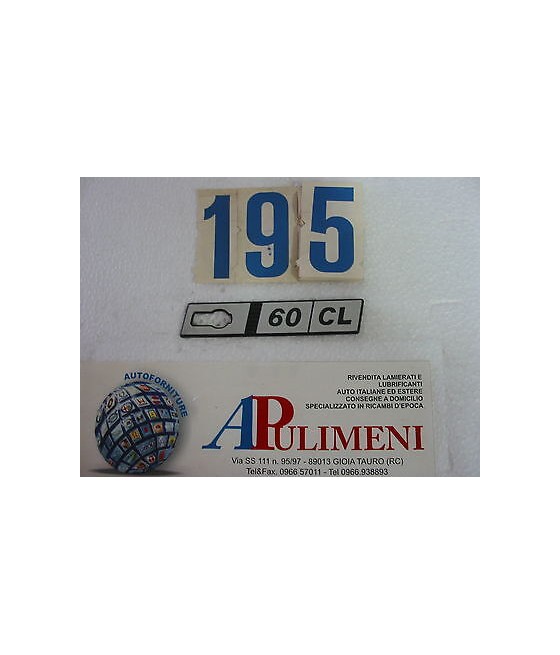 195
60 CL
AUTOFORNITURE
RIVENDITA LAMIERATI E
LUBRIFICANTI
AUTO ITALIANE ED ESTERE
CONSEGNE A DOMICILIO
SPECIALIZZATO IN RICAMBI D'EPOCA
APULIMENI
Via SS 111 n. 95/97 - 89013 GIOIA TAURO (RC)
Tel&Fax. 0966 57011 - Tel 0966.938893